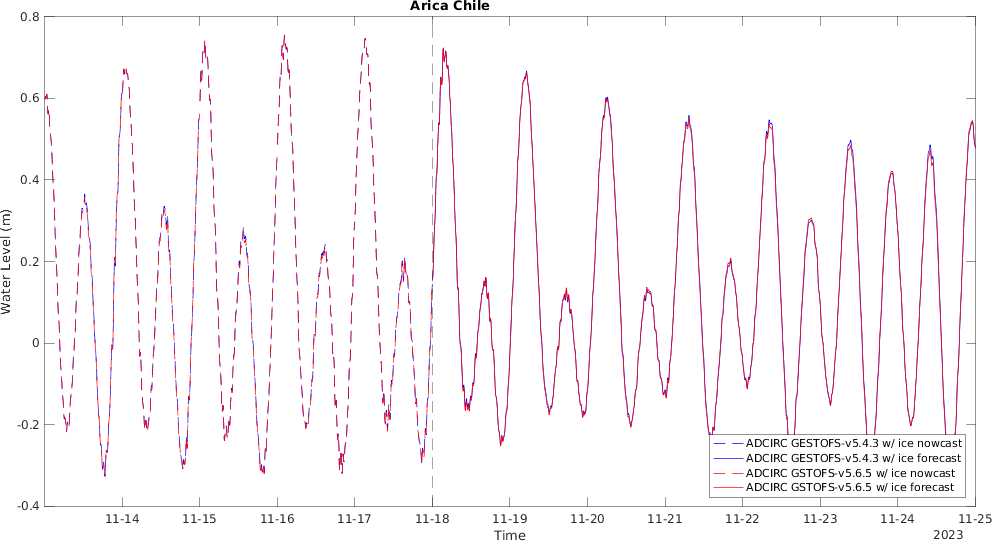 Arica Chile
0.8
0.6
0.4
0.2
0
-0.2
-0.4
Water Level (m)
11-14 11-15 11-16 11-17 11-18 11-19 11-20 11-21 11-22 11-23 11-24 11-25
Time
2023
ADCIRC GESTOFS-v5.4.3 w/ ice nowcast
ADCIRC GESTOFS-v5.4.3 w/ ice forecast
ADCIRC GSTOFS-v5.6.5 w/ ice nowcast
ADCIRC GSTOFS-v5.6.5 w/ ice forecast